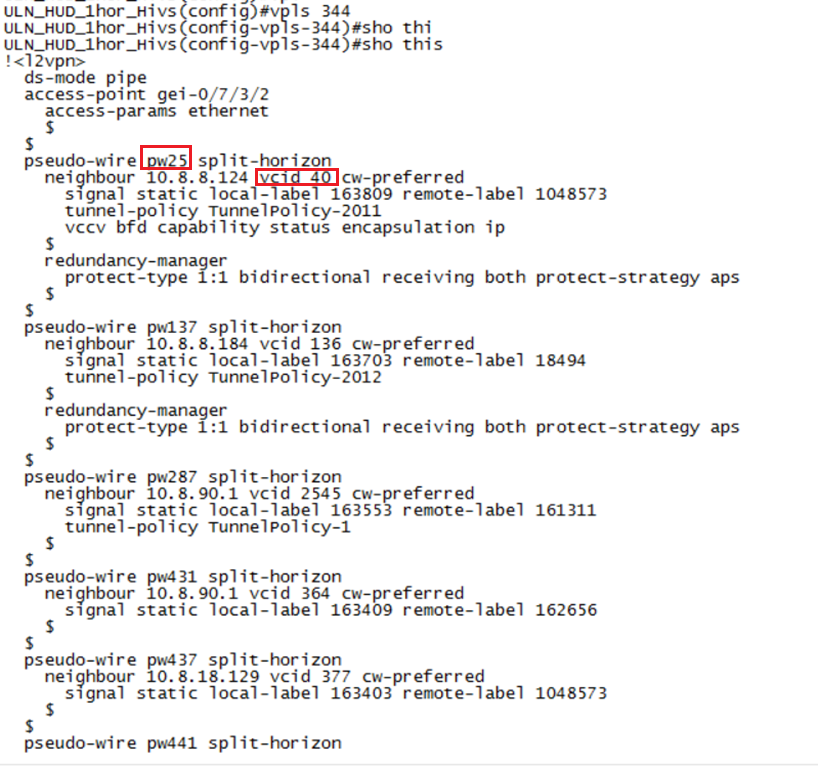 ULN_HUD_1hor_Hivs(config)#vpls 344
ULN_HUD_1hor_Hivs(config-vpls-344)#sho thi
ULN_HUD_1hor_Hivs(config-vpls-344)#sho this
!<l2vpn>
ds-mode pipe
access-point gei-0/7/3/2
access-params ethernet
$
$
pseudo-wire pw25 split-horizon
neighbour 10.8.8.124 vcid 40 cw-preferred
signal static local-label 163809 remote-label 1048573
tunnel-policy TunnelPolicy-2011
vccv bfd capability status encapsulation ip
$
redundancy-manager
protect-type 1:1 bidirectional receiving both protect-strategy aps
$
$
pseudo-wire pw137 split-horizon
neighbour 10.8.8.184 vcid 136 cw-preferred
signal static local-label 163703 remote-label 18494
tunnel-policy TunnelPolicy-2012
$
redundancy-manager
protect-type 1:1 bidirectional receiving both protect-strategy aps
$
$
pseudo-wire pw287 split-horizon
neighbour 10.8.90.1 vcid 2545 cw-preferred
signal static local-label 163553 remote-label 161311
tunnel-policy TunnelPolicy-1
$
$
pseudo-wire pw431 split-horizon
neighbour 10.8.90.1 vcid 364 cw-preferred
signal static local-label 163409 remote-label 162656
$
$
pseudo-wire pw437 split-horizon
neighbour 10.8.18.129 vcid 377 cw-preferred
signal static local-label 163403 remote-label 1048573
$
$
pseudo-wire pw441 split-horizon